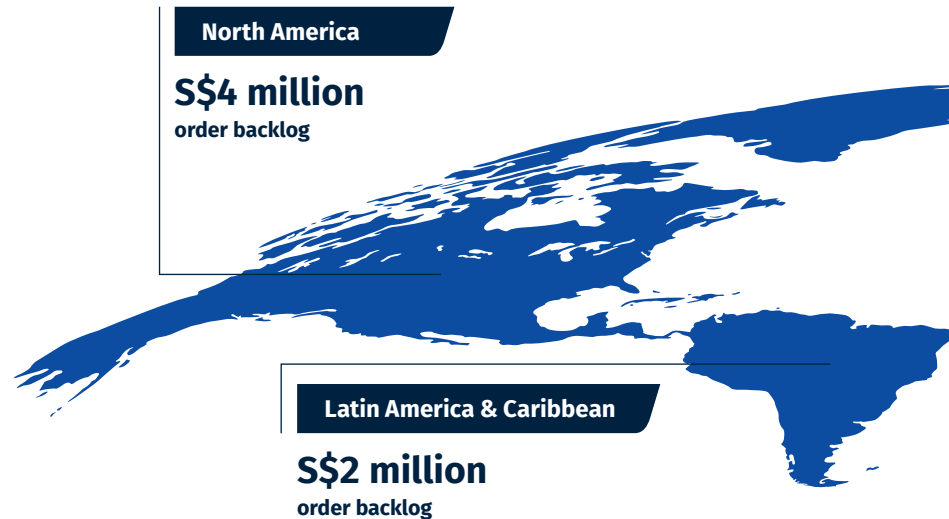 North America
S$4 million
order backlog
Latin America & Caribbean
S$2 million
order backlog